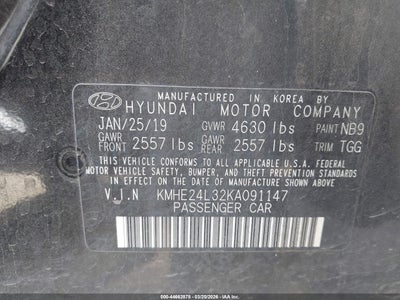 MANUFACTURED IN KOREA BY
HYUNDAI MOTOR COMPANY
JAN/25/19 GVWR 4630 lbs PAINT NB9
GAWR FRONT 2557 lbs GAWR REAR 2557 lbs TRIM TGG
THIS VEHICLE CONFORMS TO ALL APPLICABLE U.S.A. FEDERAL
MOTOR VEHICLE SAFETY, BUMPER, AND THEFT PREVENTION
STANDARDS IN EFFECT ON THE DATE OF MANUFACTURE SHOWN ABOVE.
V.I.N KMHE24L32KA091147
PASSENGER CAR
000-44662875 - 03/20/2026 -